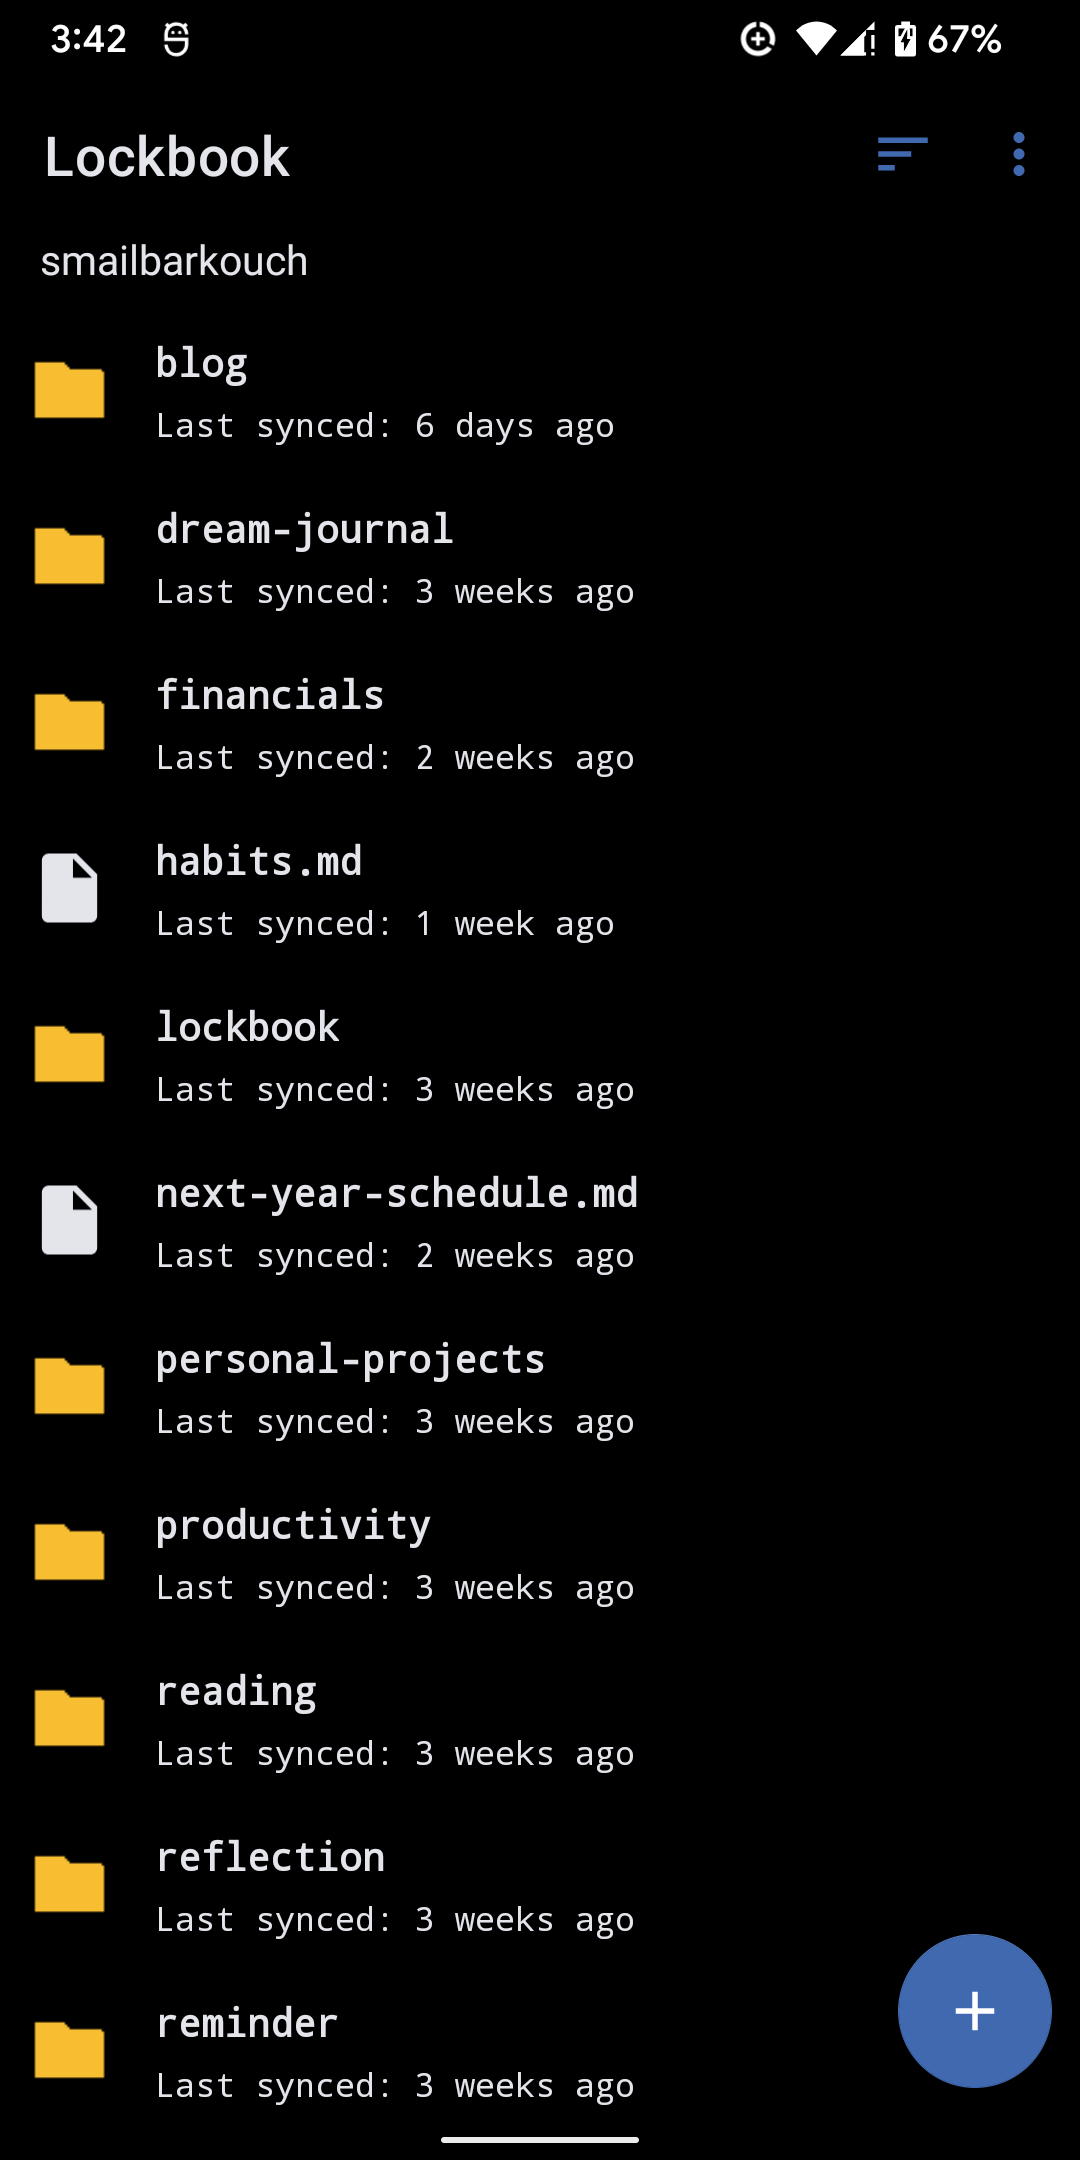 3:42
67%
Lockbook
smailbarkouch
blog
Last synced: 6 days ago
dream-journal
Last synced: 3 weeks ago
financials
Last synced: 2 weeks ago
habits.md
Last synced: 1 week ago
lockbook
Last synced: 3 weeks ago
next-year-schedule.md
Last synced: 2 weeks ago
personal-projects
Last synced: 3 weeks ago
productivity
Last synced: 3 weeks ago
reading
Last synced: 3 weeks ago
reflection
Last synced: 3 weeks ago
reminder
Last synced: 3 weeks ago